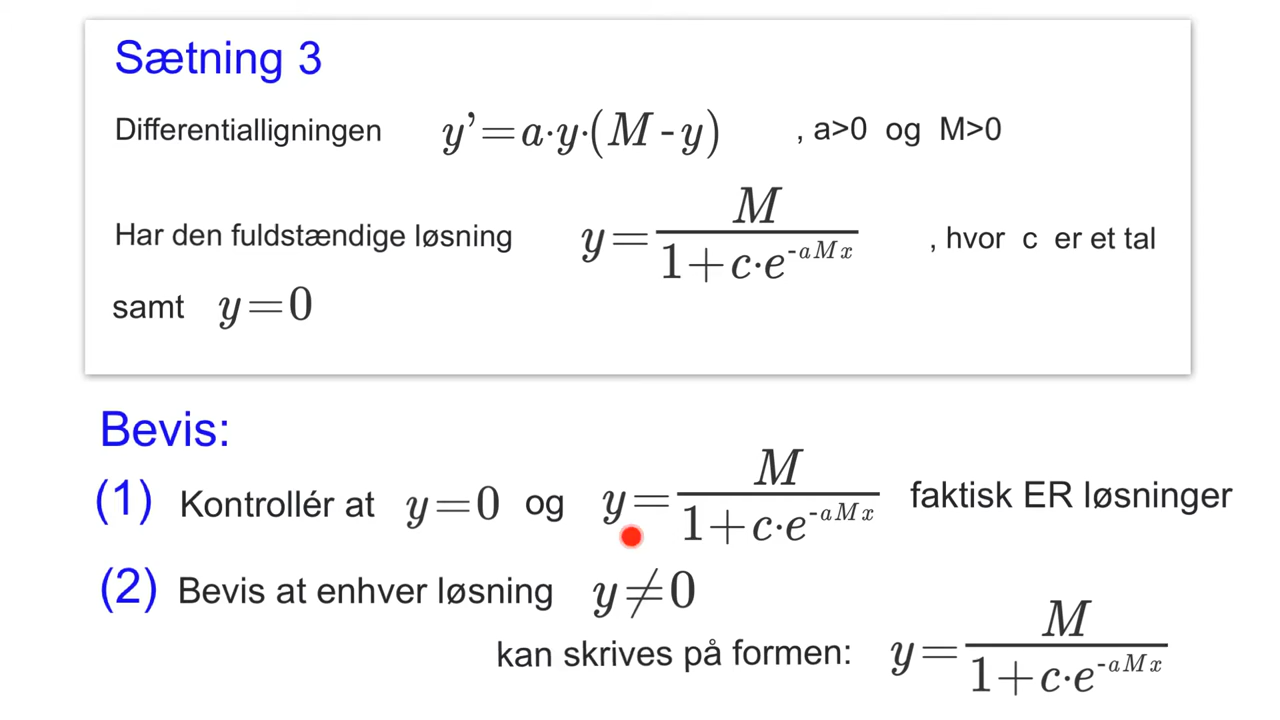 Sætning 3
Differentialligningen y’=a·y·(M-y) , a>0 og M>0
Har den fuldstændige løsning y=M/(1+c·e^(-aMx)) , hvor c er et tal
samt y=0
Bevis:
(1) Kontrollér at y=0 og y=M/(1+c·e^(-aMx)) faktisk ER løsninger
(2) Bevis at enhver løsning y≠0
kan skrives på formen: y=M/(1+c·e^(-aMx))